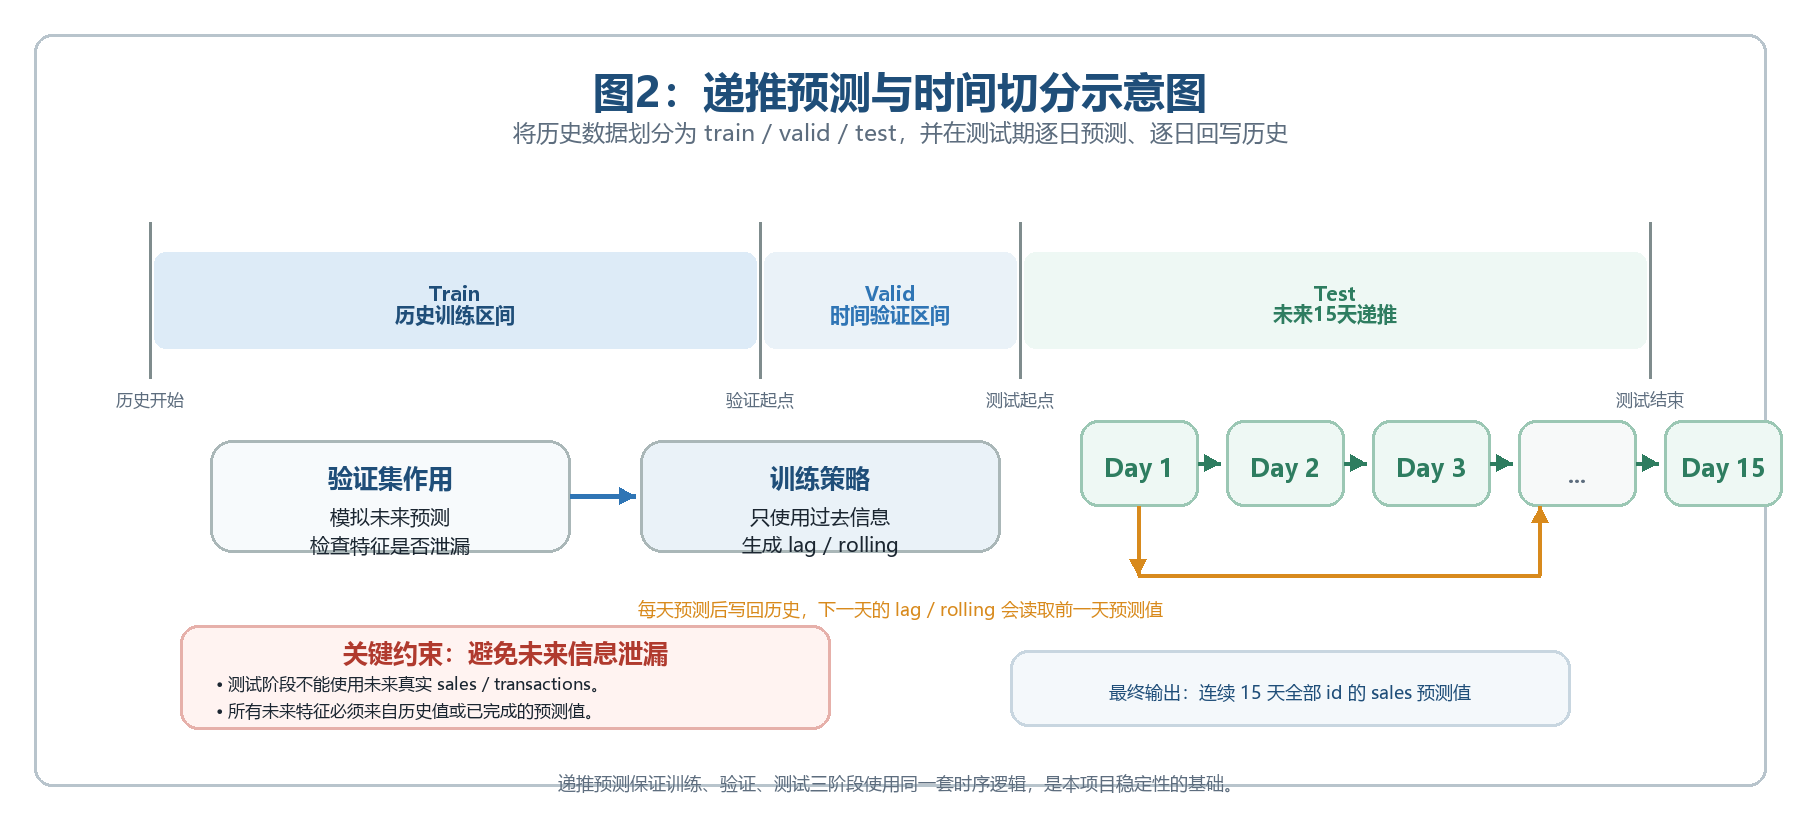 图2：递推预测与时间切分示意图
将历史数据划分为 train / valid / test，并在测试期逐日预测、逐日回写历史
Train
历史训练区间
Valid
时间验证区间
Test
未来15天递推
历史开始
验证起点
测试起点
测试结束
验证集作用
模拟未来预测
检查特征是否泄漏
训练策略
只使用过去信息
生成 lag / rolling
Day 1
Day 2
Day 3
...
Day 15
每天预测后写回历史，下一天的 lag / rolling 会读取前一天预测值
关键约束：避免未来信息泄漏
• 测试阶段不能使用未来真实 sales / transactions。
• 所有未来特征必须来自历史值或已完成的预测值。
最终输出：连续 15 天全部 id 的 sales 预测值
递推预测保证训练、验证、测试三阶段使用同一套时序逻辑，是本项目稳定性的基础。